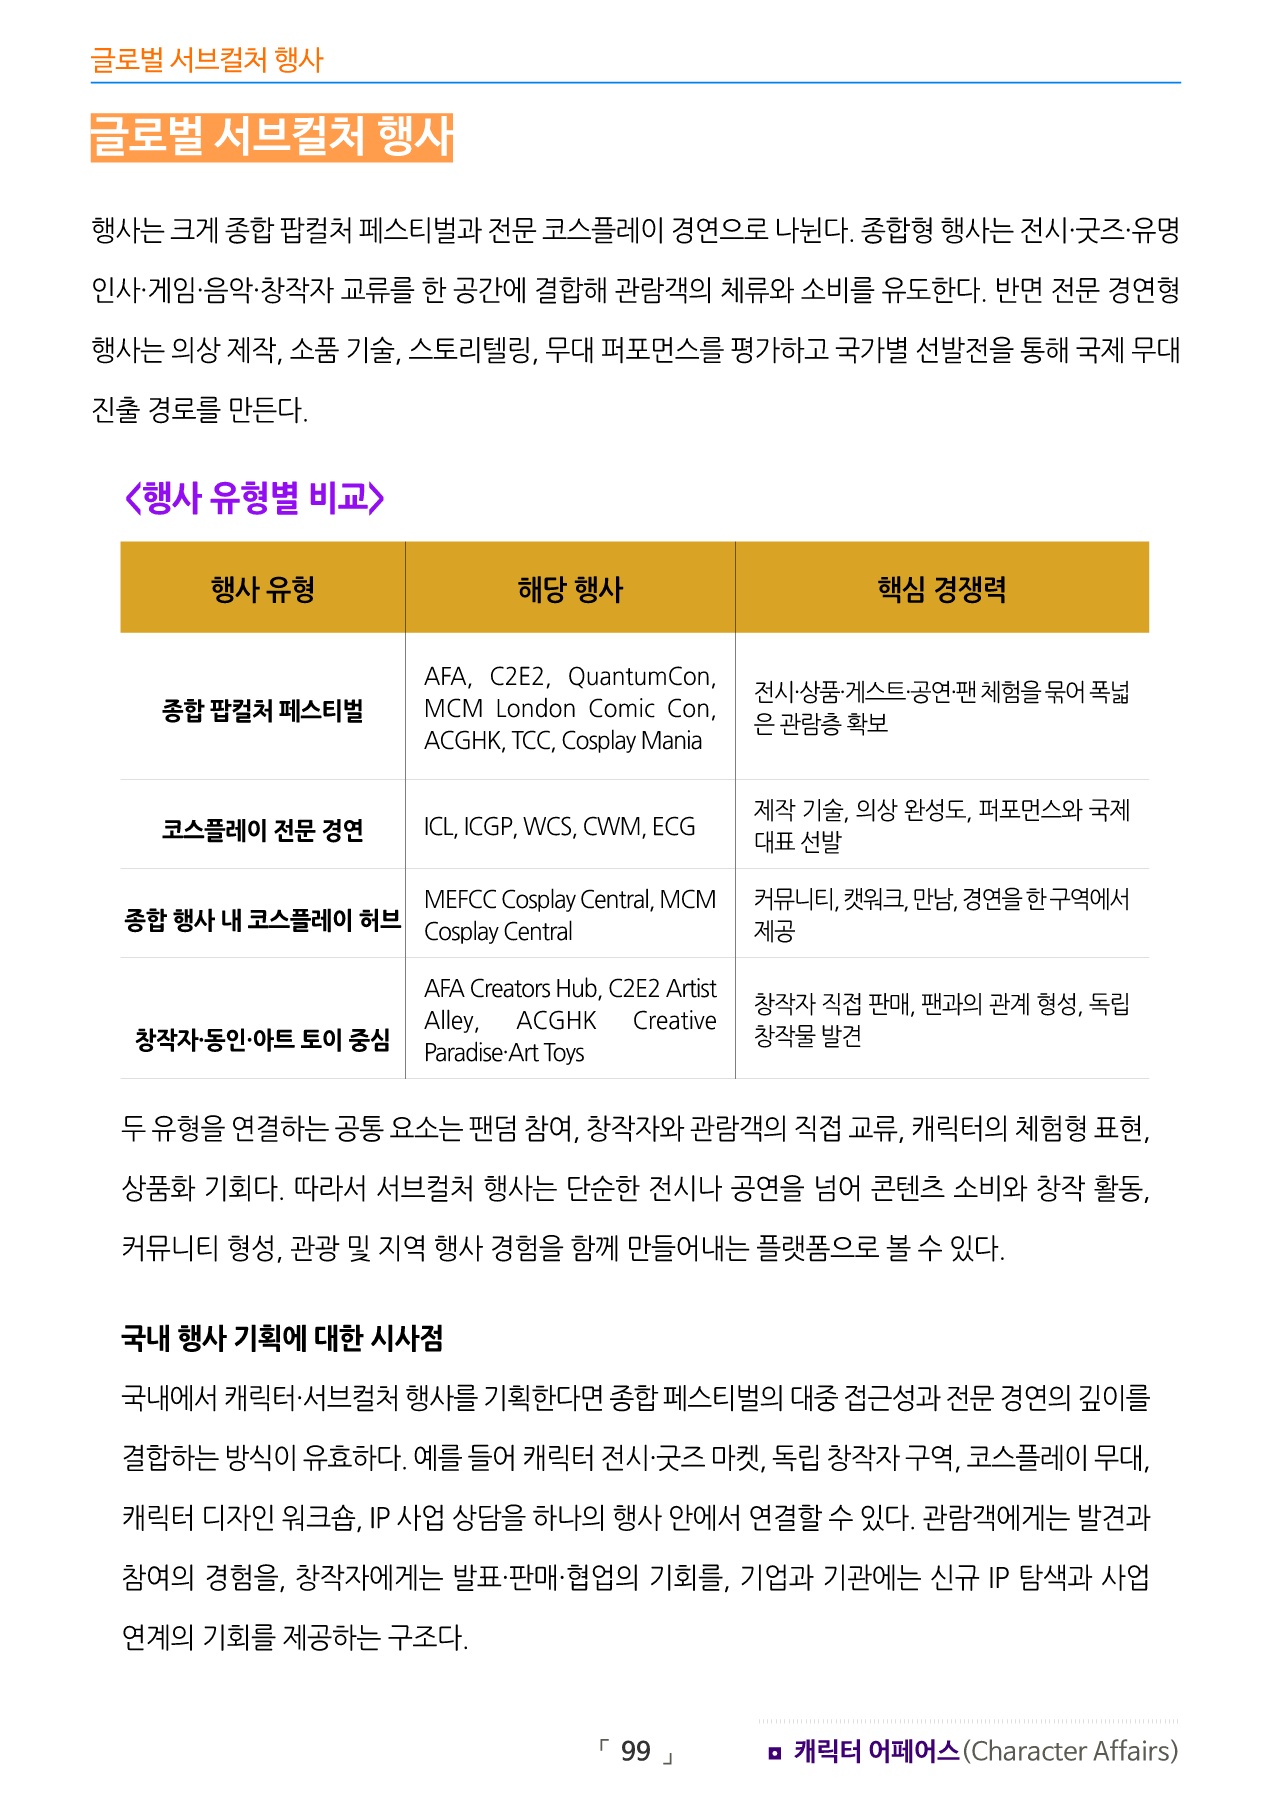 글로벌 서브컬처 행사
글로벌 서브컬처 행사
행사는 크게 종합 팝컬처 페스티벌과 전문 코스플레이 경연으로 나뉜다. 종합형 행사는 전시·굿즈·유명
인사·게임·음악·창작자 교류를 한 공간에 결합해 관람객의 체류와 소비를 유도한다. 반면 전문 경연형
행사는 의상 제작, 소품 기술, 스토리텔링, 무대 퍼포먼스를 평가하고 국가별 선발전을 통해 국제 무대
진출 경로를 만든다.
<행사 유형별 비교>
행사 유형
해당 행사
핵심 경쟁력
종합 팝컬처 페스티벌
AFA, C2E2, QuantumCon,
MCM London Comic Con,
ACGHK, TCC, Cosplay Mania
전시·상품·게스트·공연·팬 체험을 묶어 폭넓
은 관람층 확보
코스플레이 전문 경연
ICL, ICGP, WCS, CWM, ECG
제작 기술, 의상 완성도, 퍼포먼스와 국제
대표 선발
종합 행사 내 코스플레이 허브
MEFCC Cosplay Central, MCM
Cosplay Central
커뮤니티, 캣워크, 만남, 경연을 한 구역에서
제공
창작자·동인·아트 토이 중심
AFA Creators Hub, C2E2 Artist
Alley, ACGHK Creative
Paradise·Art Toys
창작자 직접 판매, 팬과의 관계 형성, 독립
창작물 발견
두 유형을 연결하는 공통 요소는 팬덤 참여, 창작자와 관람객의 직접 교류, 캐릭터의 체험형 표현,
상품화 기회다. 따라서 서브컬처 행사는 단순한 전시나 공연을 넘어 콘텐츠 소비와 창작 활동,
커뮤니티 형성, 관광 및 지역 행사 경험을 함께 만들어내는 플랫폼으로 볼 수 있다.
국내 행사 기획에 대한 시사점
국내에서 캐릭터·서브컬처 행사를 기획한다면 종합 페스티벌의 대중 접근성과 전문 경연의 깊이를
결합하는 방식이 유효하다. 예를 들어 캐릭터 전시·굿즈 마켓, 독립 창작자 구역, 코스플레이 무대,
캐릭터 디자인 워크숍, IP 사업 상담을 하나의 행사 안에서 연결할 수 있다. 관람객에게는 발견과
참여의 경험을, 창작자에게는 발표·판매·협업의 기회를, 기업과 기관에는 신규 IP 탐색과 사업
연계의 기회를 제공하는 구조다.
「 99 」
캐릭터 어페어스(Character Affairs)